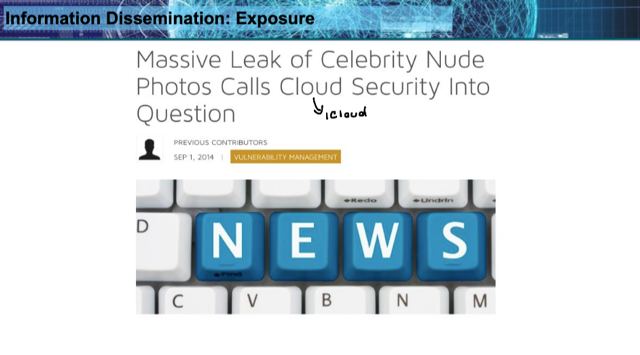 Information Dissemination: Exposure
Massive Leak of Celebrity Nude
Photos Calls Cloud Security Into
Question
iCloud
PREVIOUS CONTRIBUTORS
SEP 1, 2014 | VULNERABILITY MANAGEMENT
Redo Undrin
D N E W S
Find
C V B N M